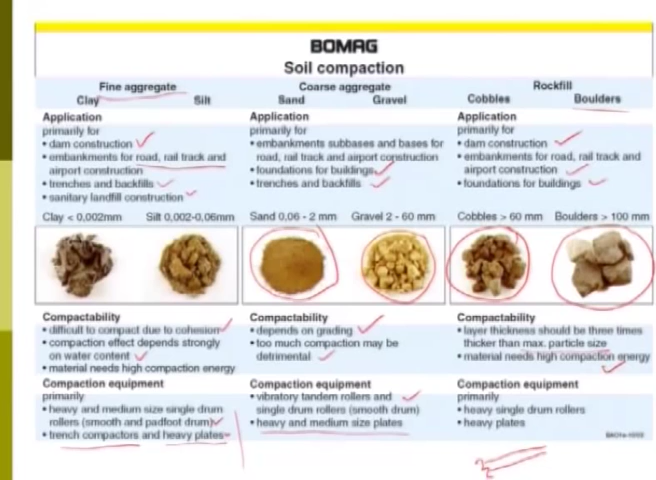 BOMAG
Soil compaction
Fine aggregate
Clay Silt
Application
primarily for
• dam construction
• embankments for road, rail track and
airport construction
• trenches and backfills
• sanitary landfill construction
Clay < 0,002mm Silt 0,002-0,06mm
Compactability
• difficult to compact due to cohesion
• compaction effect depends strongly
on water content
• material needs high compaction energy
Compaction equipment
primarily
• heavy and medium size single drum
rollers (smooth and padfoot drum)
• trench compactors and heavy plates
Coarse aggregate
Sand Gravel
Application
primarily for
• embankments subbases and bases for
road, rail track and airport construction
• foundations for buildings
• trenches and backfills
Sand 0,06 - 2 mm Gravel 2 - 60 mm
Compactability
• depends on grading
• too much compaction may be
detrimental
Compaction equipment
• vibratory tandem rollers and
single drum rollers (smooth drum)
• heavy and medium size plates
Rockfill
Cobbles Boulders
Application
primarily for
• dam construction
• embankments for road, rail track and
airport construction
• foundations for buildings
Cobbles > 60 mm Boulders > 100 mm
Compactability
• layer thickness should be three times
thicker than max. particle size
• material needs high compaction energy
Compaction equipment
primarily
• heavy single drum rollers
• heavy plates